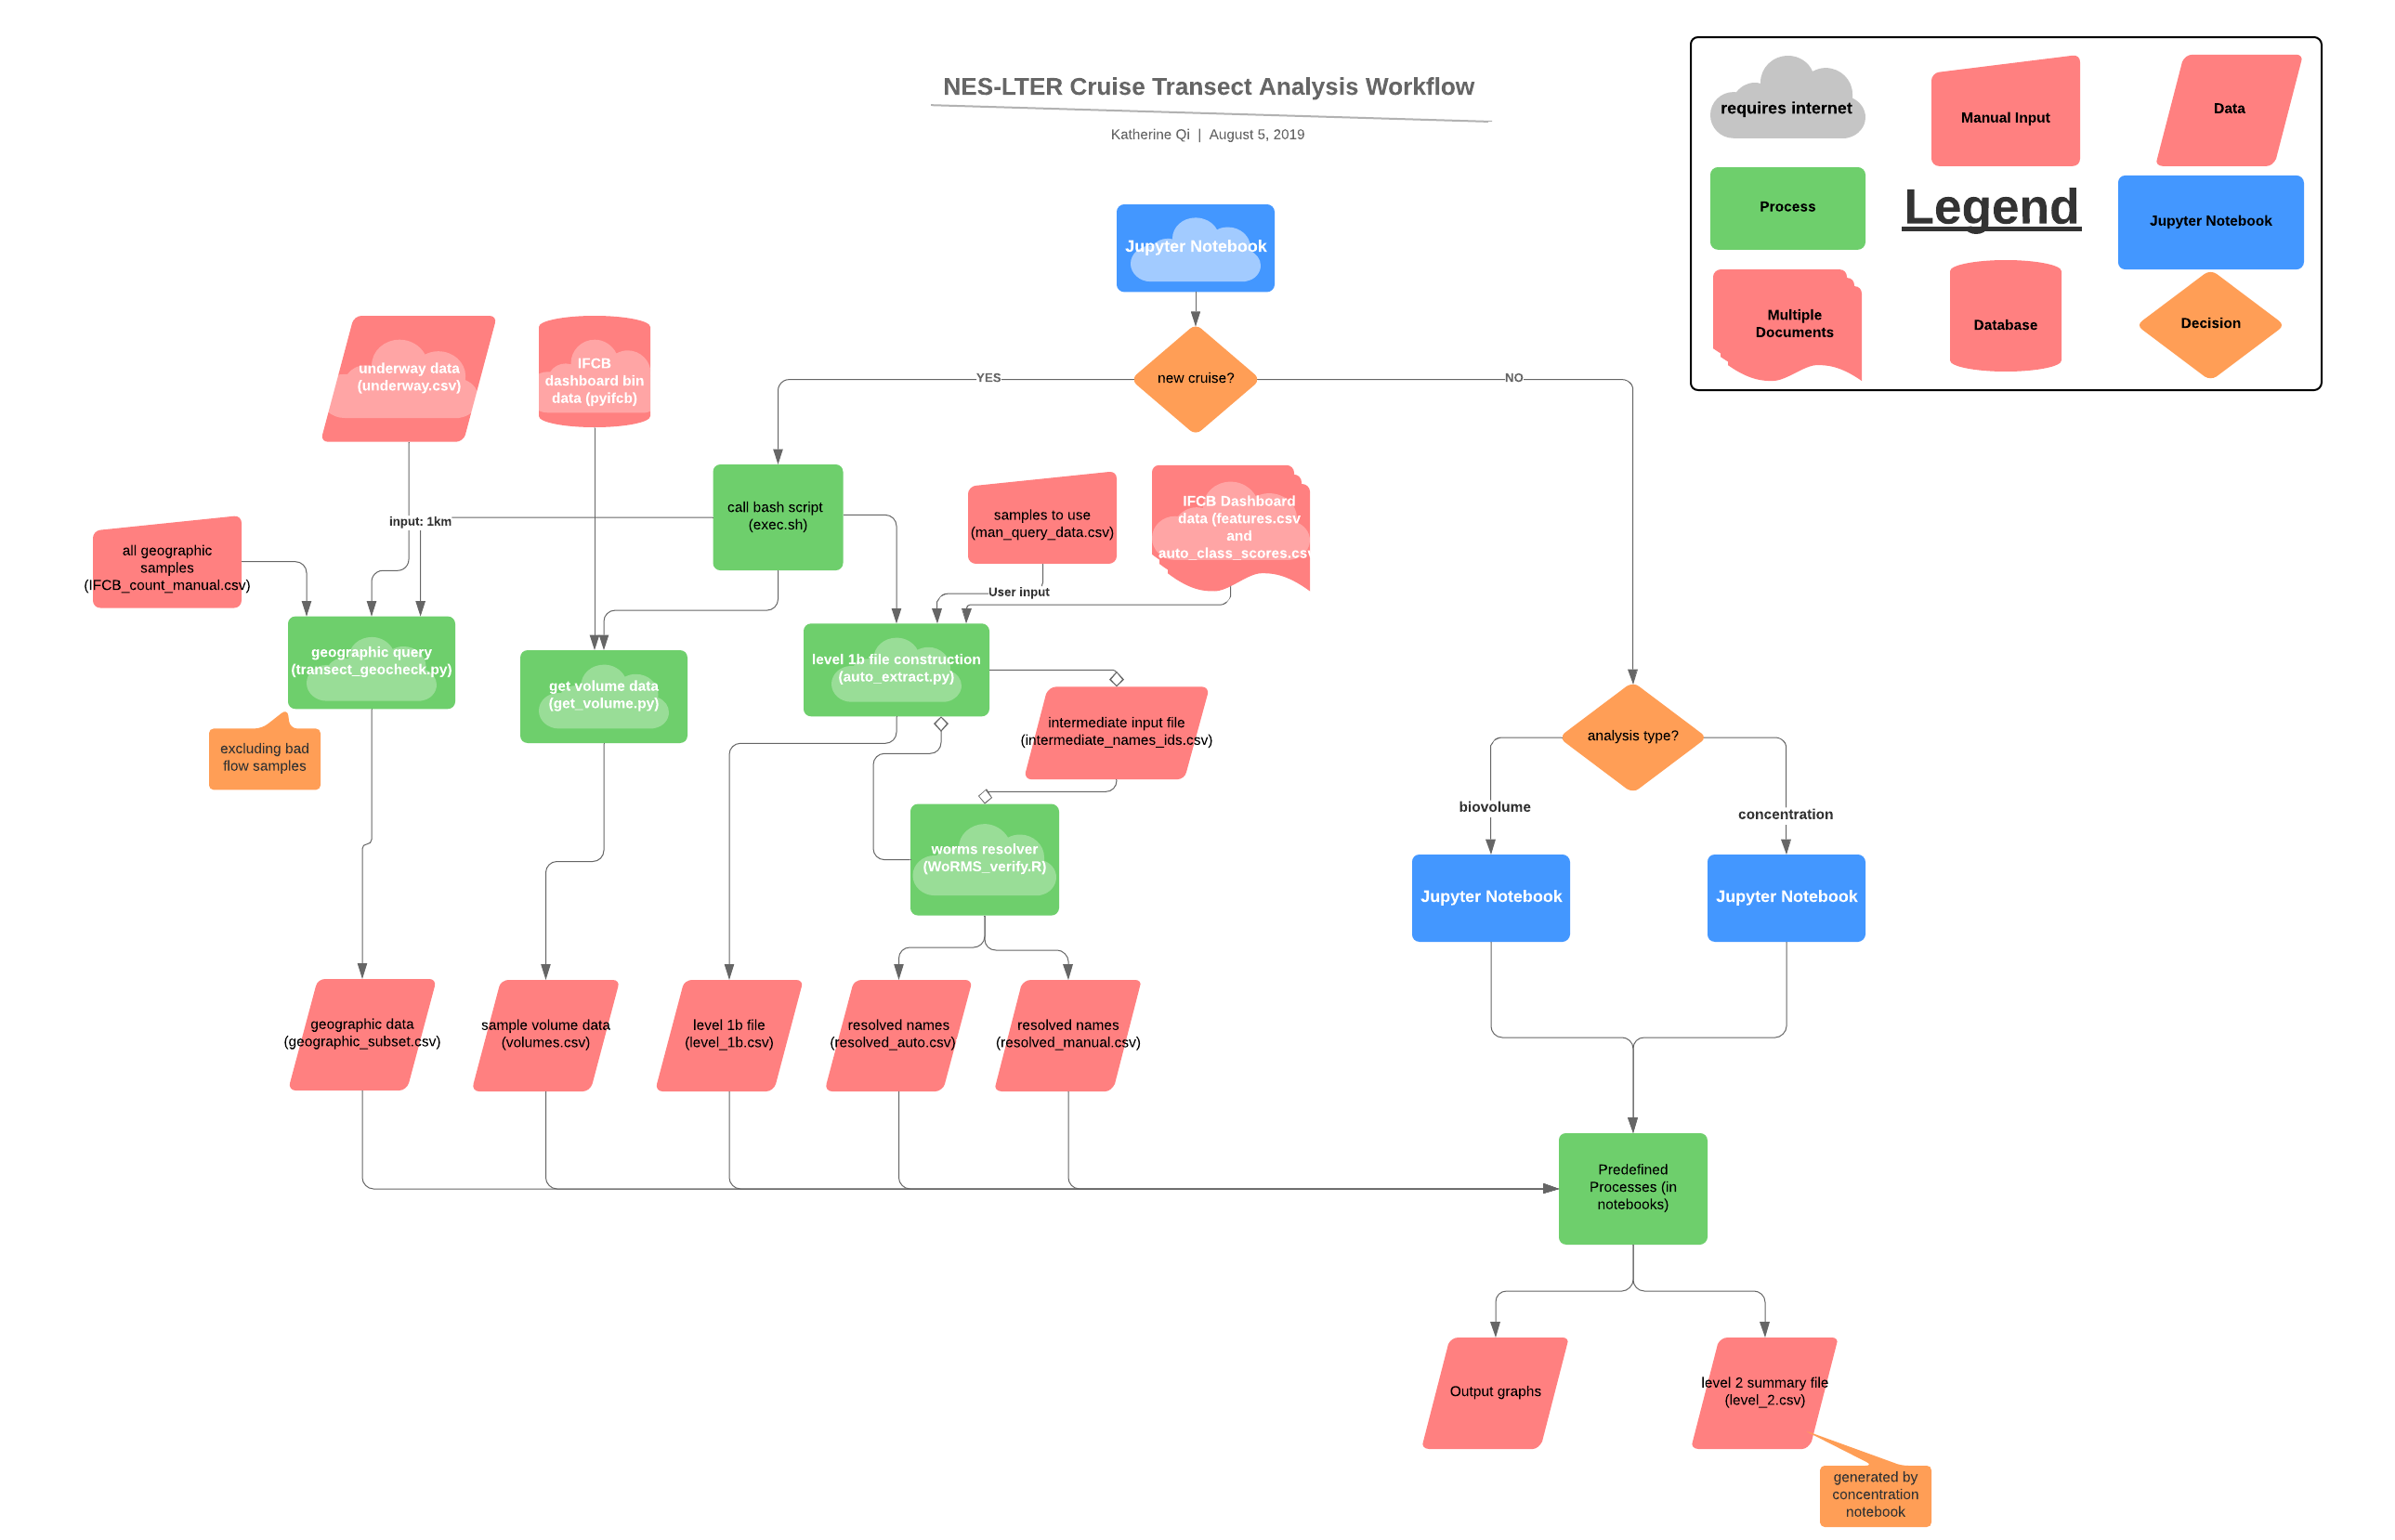 NES-LTER Cruise Transect Analysis Workflow
Katherine Qi | August 5, 2019
requires internet
Manual Input
Data
Process
Legend
Jupyter Notebook
Multiple
Documents
Database
Decision
Jupyter Notebook
new cruise?
YES
NO
underway data
(underway.csv)
IFCB
dashboard bin
data (pyifcb)
call bash script
(exec.sh)
samples to use
(man_query_data.csv)
IFCB Dashboard
data (features.csv
and
auto_class_scores.csv
input: 1km
all geographic
samples
(IFCB_count_manual.csv)
User input
geographic query
(transect_geocheck.py)
get volume data
(get_volume.py)
level 1b file construction
(auto_extract.py)
excluding bad
flow samples
intermediate input file
(intermediate_names_ids.csv)
analysis type?
biovolume
concentration
worms resolver
(WoRMS_verify.R)
Jupyter Notebook
Jupyter Notebook
geographic data
(geographic_subset.csv)
sample volume data
(volumes.csv)
level 1b file
(level_1b.csv)
resolved names
(resolved_auto.csv)
resolved names
(resolved_manual.csv)
Predefined
Processes (in
notebooks)
Output graphs
level 2 summary file
(level_2.csv)
generated by
concentration
notebook